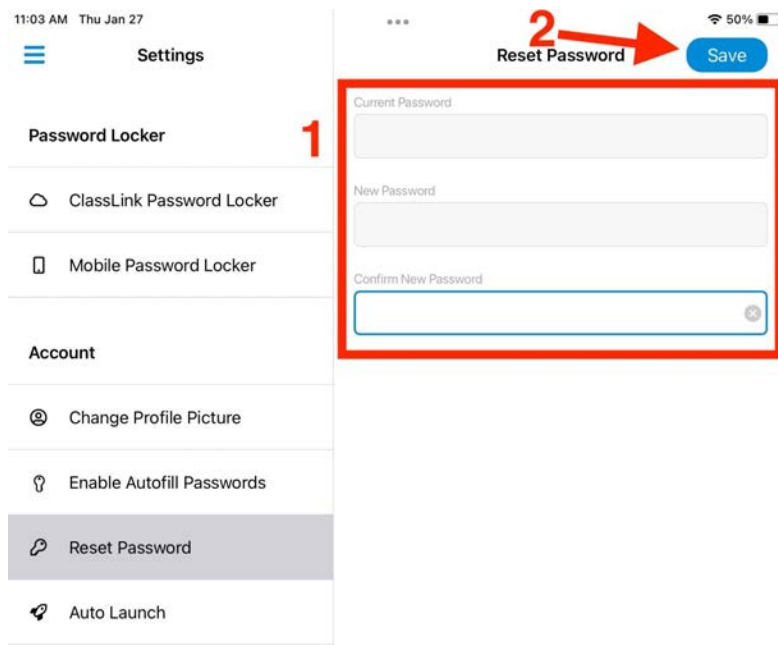 11:03 AM Thu Jan 27
50%
Settings
Password Locker
ClassLink Password Locker
Mobile Password Locker
Account
Change Profile Picture
Enable Autofill Passwords
Reset Password
Auto Launch
2
Reset Password
Save
1
Current Password
New Password
Confirm New Password